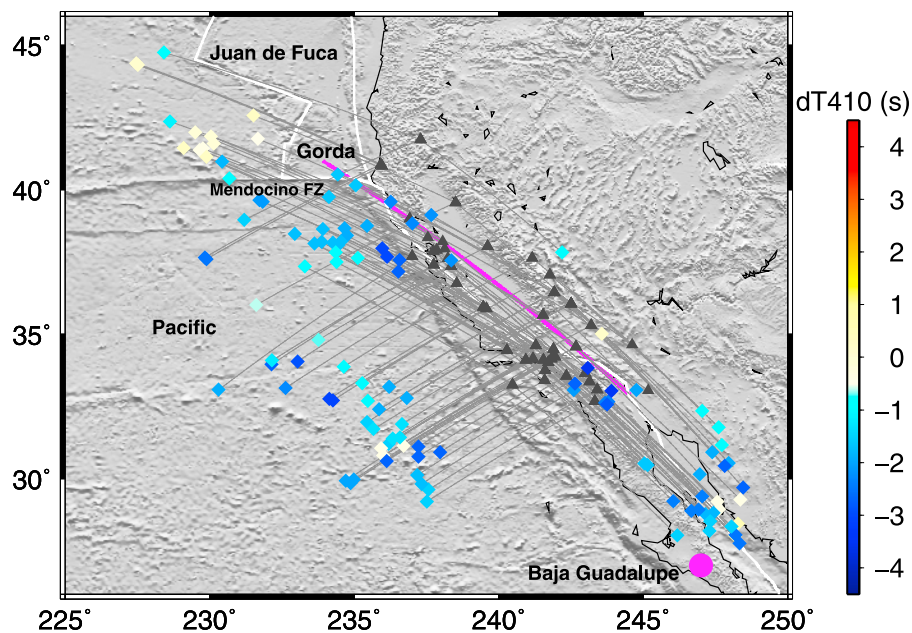 45˚
Juan de Fuca
dT410 (s)
4
Gorda
3
40˚
Mendocino FZ
2
1
Pacific
35˚
0
−1
−2
30˚
−3
Baja Guadalupe
−4
225˚ 230˚ 235˚ 240˚ 245˚ 250˚